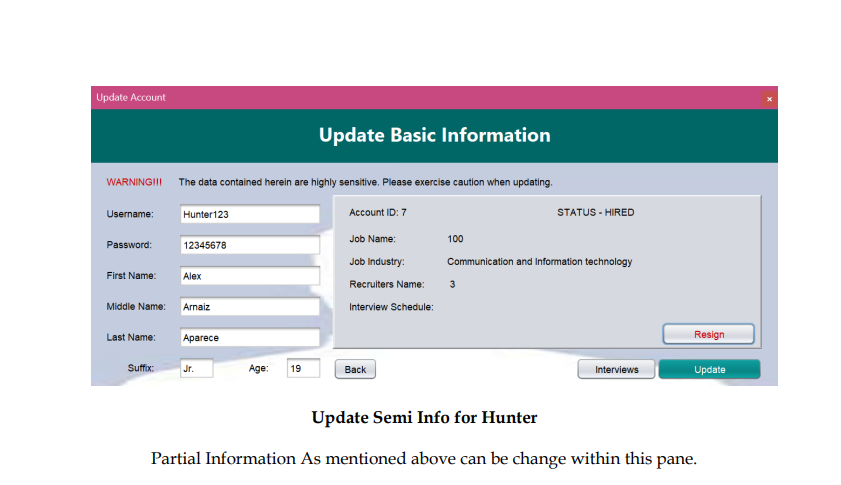 Update Account
x
Update Basic Information
WARNING!!! The data contained herein are highly sensitive. Please exercise caution when updating.
Username: Hunter123
Password: 12345678
First Name: Alex
Middle Name: Arnaiz
Last Name: Aparece
Suffix: Jr. Age: 19
Account ID: 7 STATUS - HIRED
Job Name: 100
Job Industry: Communication and Information technology
Recruiters Name: 3
Interview Schedule:
Resign
Back Interviews Update
Update Semi Info for Hunter
Partial Information As mentioned above can be change within this pane.